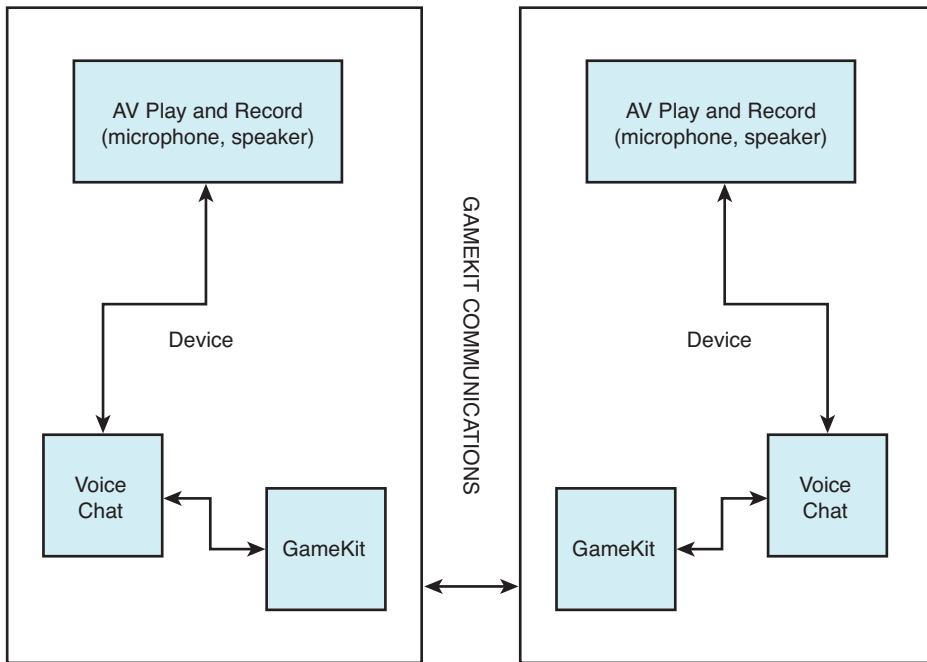 AV Play and Record
(microphone, speaker)
Device
Voice
Chat
GameKit
GAMEKIT COMMUNICATIONS
AV Play and Record
(microphone, speaker)
Device
Voice
Chat
GameKit